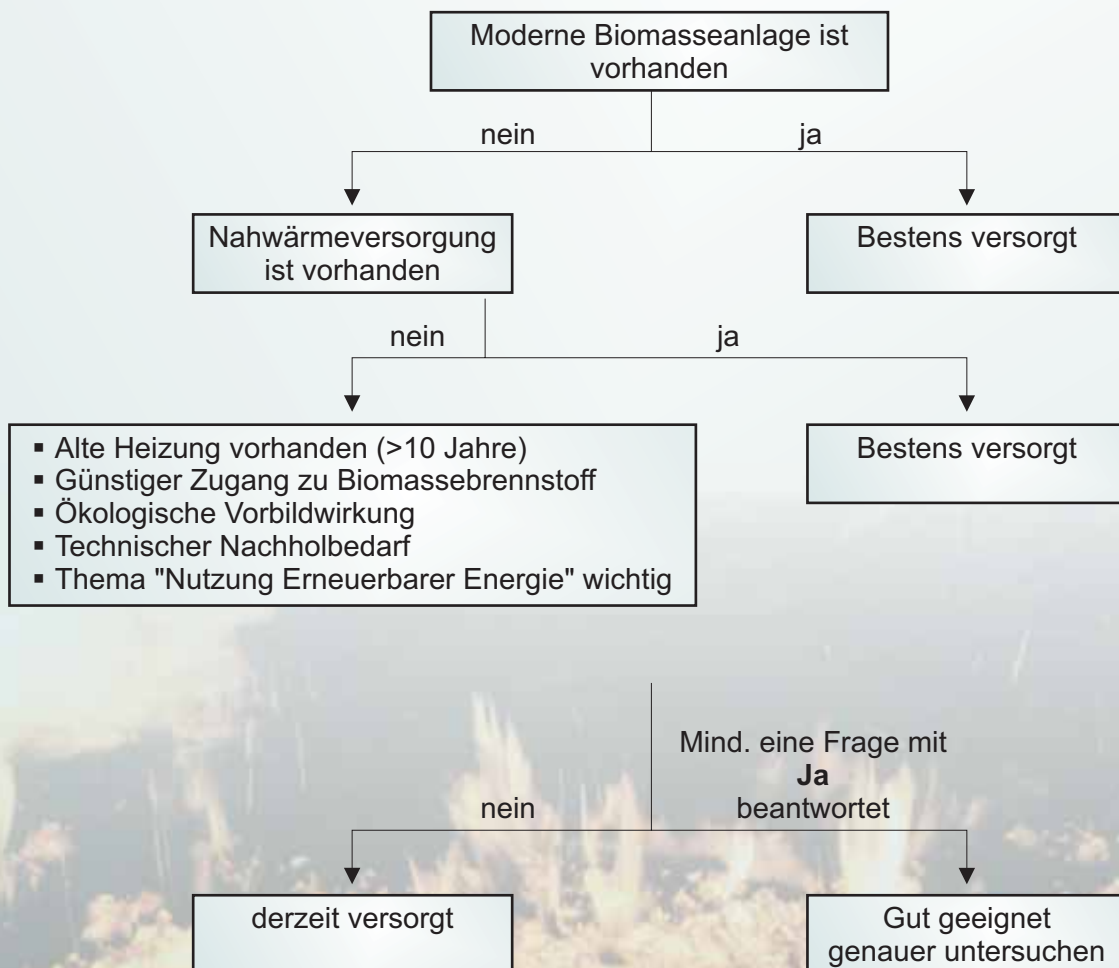 Moderne Biomasseanlage ist
vorhanden
nein
ja
Nahwärmeversorgung
ist vorhanden
Bestens versorgt
nein
ja
▪ Alte Heizung vorhanden (>10 Jahre)
▪ Günstiger Zugang zu Biomassebrennstoff
▪ Ökologische Vorbildwirkung
▪ Technischer Nachholbedarf
▪ Thema "Nutzung Erneuerbarer Energie" wichtig
Bestens versorgt
Mind. eine Frage mit
Ja
beantwortet
nein
derzeit versorgt
Gut geeignet
genauer untersuchen